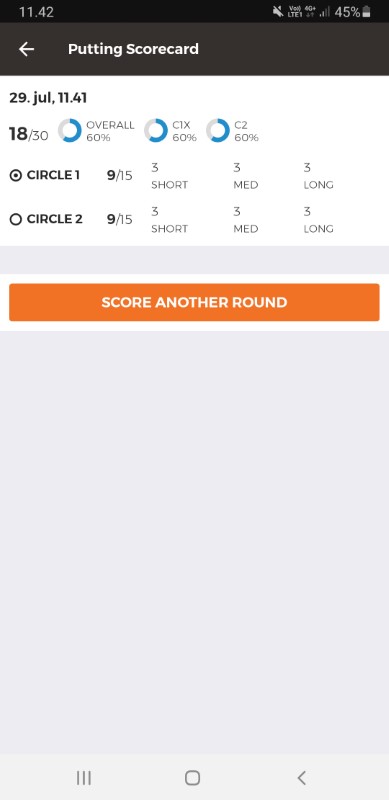 11.42 Vo)) 4G+ LTE1 45%
Putting Scorecard
29. jul, 11.41
18/30 OVERALL 60% C1X 60% C2 60%
CIRCLE 1 9/15 3 SHORT 3 MED 3 LONG
CIRCLE 2 9/15 3 SHORT 3 MED 3 LONG
SCORE ANOTHER ROUND